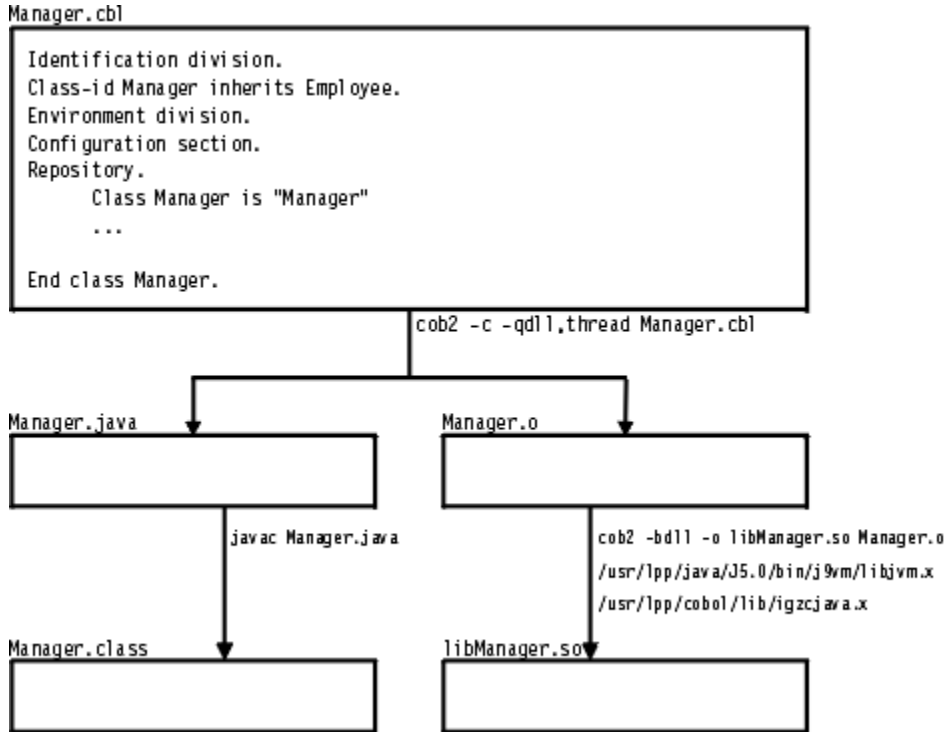 Manager.cbl
Identification division.
Class-id Manager inherits Employee.
Environment division.
Configuration section.
Repository.
Class Manager is "Manager"
...
End class Manager.
cob2 -c -qdll,thread Manager.cbl
Manager.java
Manager.o
javac Manager.java
cob2 -bdll -o libManager.so Manager.o
/usr/lpp/java/J5.0/bin/j9vm/libjvm.x
/usr/lpp/cobol/lib/igzcjava.x
Manager.class
libManager.so